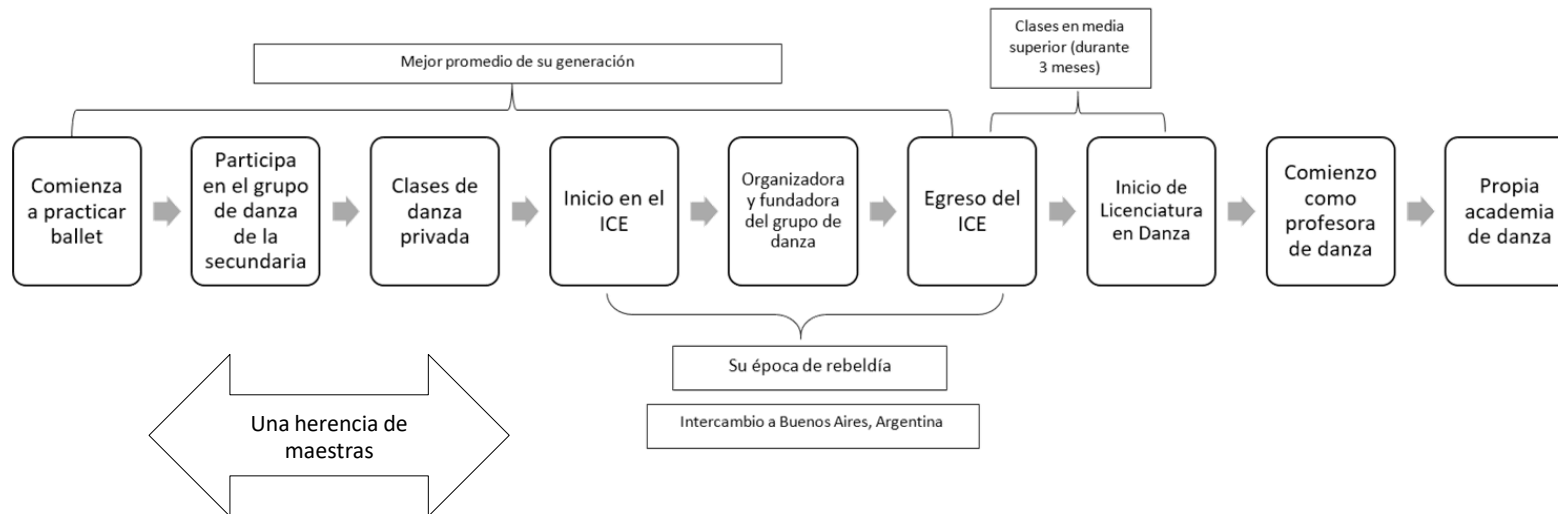 Clases en media
superior (durante
3 meses)
Mejor promedio de su generación
Comienza
a practicar
ballet
Participa
en el grupo
de danza
de la
secundaria
Clases de
danza
privada
Inicio en el
ICE
Organizadora
y fundadora
del grupo de
danza
Egreso del
ICE
Inicio de
Licenciatura
en Danza
Comienzo
como
profesora
de danza
Propia
academia
de danza
Su época de rebeldía
Intercambio a Buenos Aires, Argentina
Una herencia de
maestras